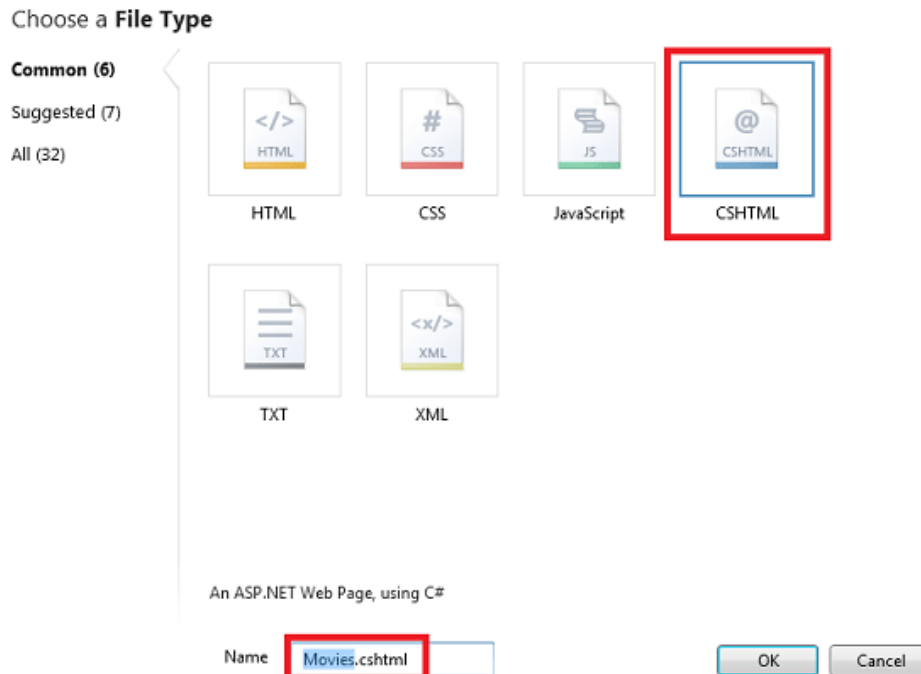 Choose a File Type
Common (6)
Suggested (7)
All (32)
</> # @
HTML CSS JS CSHTML
HTML CSS JavaScript CSHTML
<x/>
TXT XML
TXT XML
An ASP.NET Web Page, using C#
Name Movies.cshtml OK Cancel